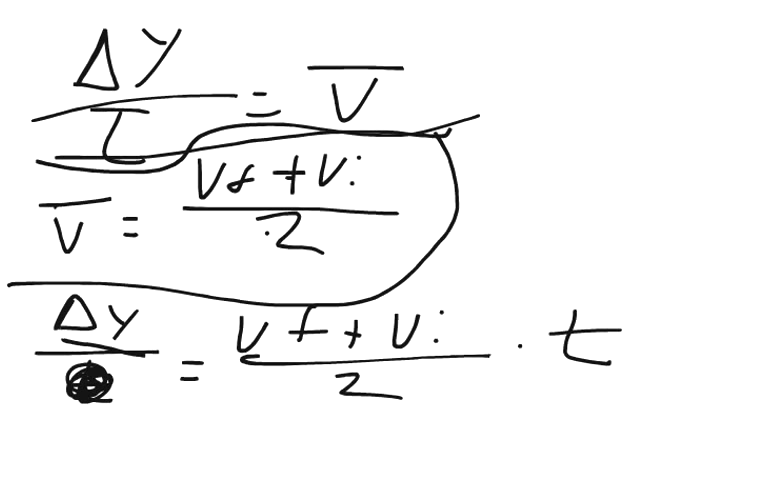 Δy / t = v̄
v̄ = (vf + vi) / 2
Δy = (vf + vi) / 2 · t